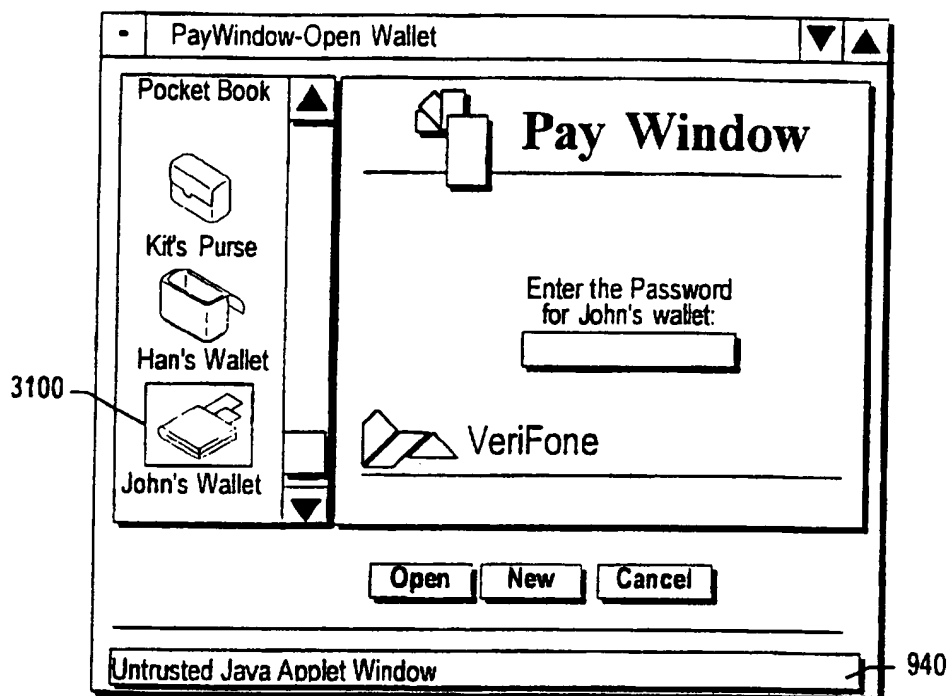 PayWindow-Open Wallet
Pocket Book
Pay Window
Kit's Purse
Enter the Password
for John's wallet:
Han's Wallet
3100
VeriFone
John's Wallet
Open New Cancel
Untrusted Java Applet Window
940